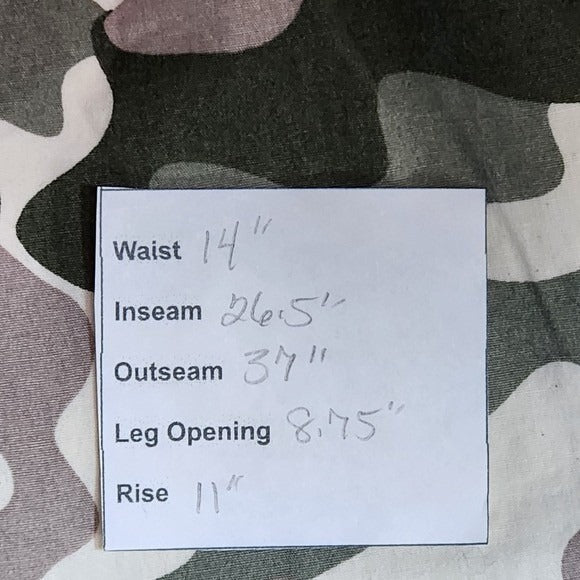 Waist 14"
Inseam 26.5"
Outseam 37"
Leg Opening 8.75"
Rise 11"